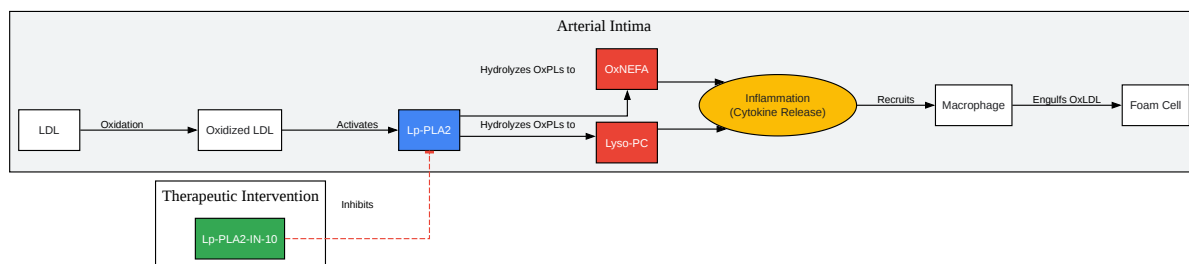 Arterial Intima
LDL
Oxidation
Oxidized LDL
Activates
Lp-PLA2
Hydrolyzes OxPLs to
OxNEFA
Hydrolyzes OxPLs to
Lyso-PC
Inflammation
(Cytokine Release)
Recruits
Macrophage
Engulfs OxLDL
Foam Cell
Therapeutic Intervention
Lp-PLA2-IN-10
Inhibits